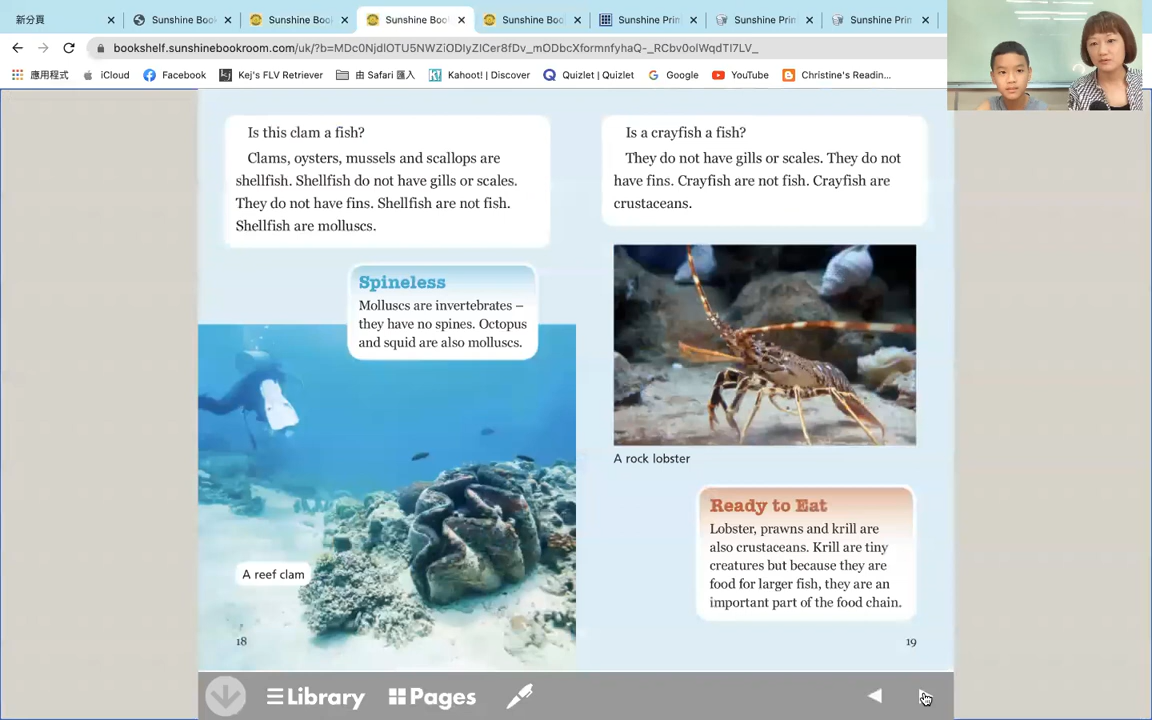 新分頁
Sunshine Boo
Sunshine Boo
Sunshine Boo
Sunshine Boo
Sunshine Prin
Sunshine Prin
Sunshine Prin
bookshelf.sunshinebookroom.com/uk/?b=
應用程式
iCloud
Facebook
Kej's FLV Retriever
由 Safari 匯入
Kahoot! | Discover
Quizlet | Quizlet
Google
YouTube
Christine's Readin...
Is this clam a fish?
Clams, oysters, mussels and scallops are
shellfish. Shellfish do not have gills or scales.
They do not have fins. Shellfish are not fish.
Shellfish are molluscs.
Spineless
Molluscs are invertebrates –
they have no spines. Octopus
and squid are also molluscs.
A reef clam
18
Is a crayfish a fish?
They do not have gills or scales. They do not
have fins. Crayfish are not fish. Crayfish are
crustaceans.
A rock lobster
Ready to Eat
Lobster, prawns and krill are
also crustaceans. Krill are tiny
creatures but because they are
food for larger fish, they are an
important part of the food chain.
19
Library
Pages